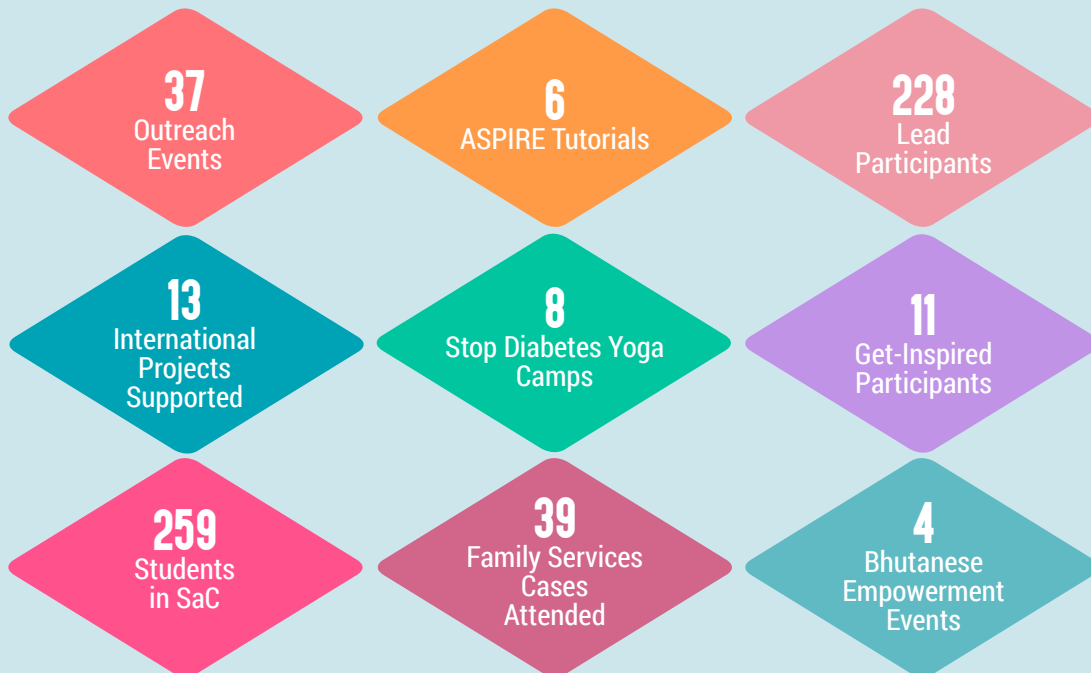 37
Outreach
Events
6
ASPIRE Tutorials
228
Lead
Participants
13
International
Projects
Supported
8
Stop Diabetes Yoga
Camps
11
Get-Inspired
Participants
259
Students
in SaC
39
Family Services
Cases
Attended
4
Bhutanese
Empowerment
Events